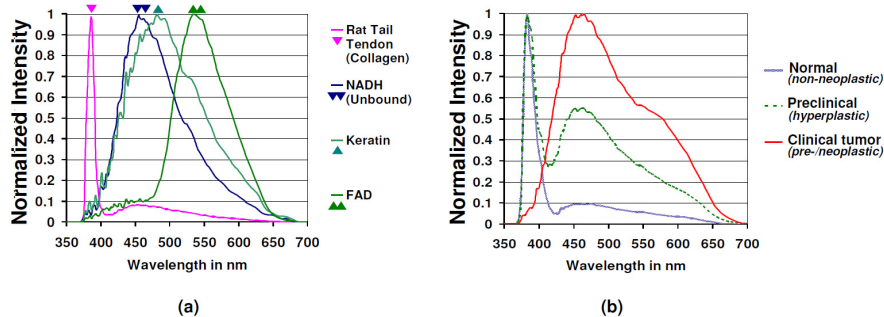 Normalized Intensity
1
0.9
0.8
0.7
0.6
0.5
0.4
0.3
0.2
0.1
0
350 400 450 500 550 600 650 700
Wavelength in nm
Rat Tail
Tendon
(Collagen)
NADH
(Unbound)
Keratin
FAD
(a)
Normalized Intensity
1
0.9
0.8
0.7
0.6
0.5
0.4
0.3
0.2
0.1
0
350 400 450 500 550 600 650 700
Wavelength in nm
Normal
(non-neoplastic)
Preclinical
(hyperplastic)
Clinical tumor
(pre-/neoplastic)
(b)